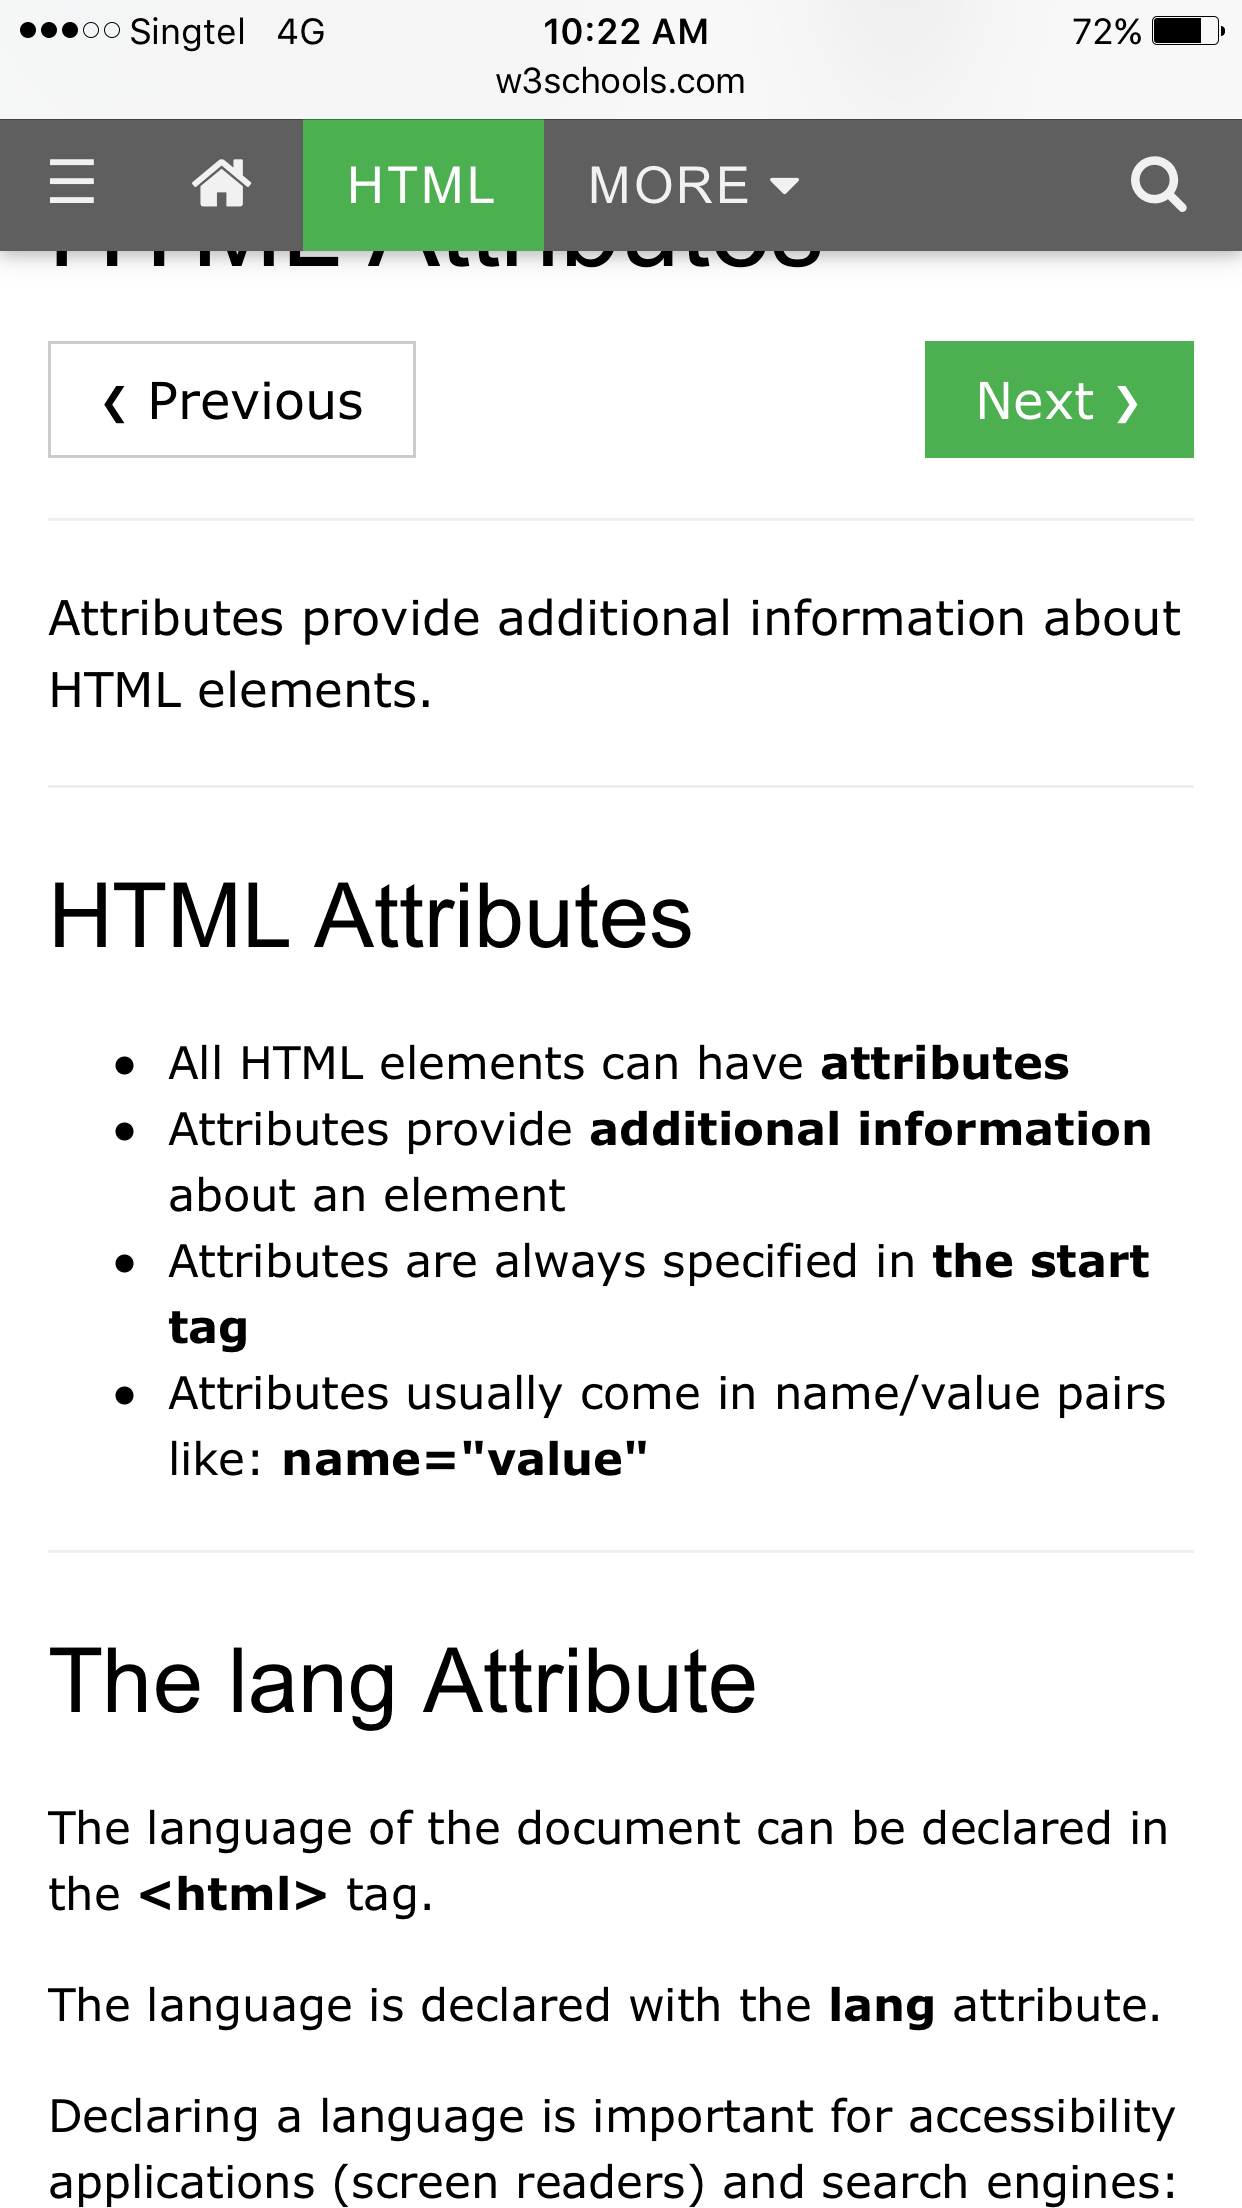 Singtel 4G 10:22 AM 72%
w3schools.com
HTML MORE
HTML Attributes
❮ Previous Next ❯
Attributes provide additional information about
HTML elements.
HTML Attributes
• All HTML elements can have attributes
• Attributes provide additional information
about an element
• Attributes are always specified in the start
tag
• Attributes usually come in name/value pairs
like: name="value"
The lang Attribute
The language of the document can be declared in
the <html> tag.
The language is declared with the lang attribute.
Declaring a language is important for accessibility
applications (screen readers) and search engines: